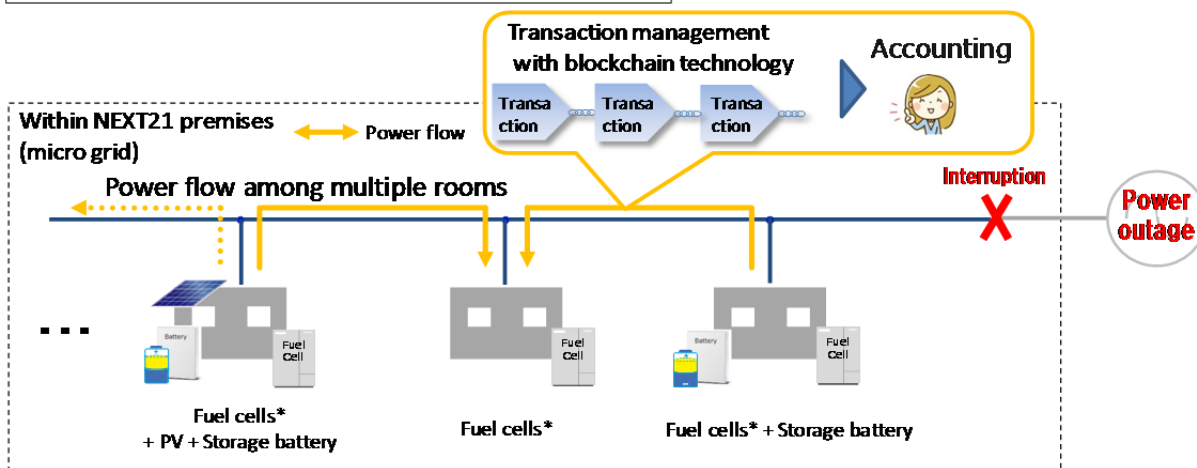 Transaction management
with blockchain technology
Accounting
Transa
ction
Transa
ction
Transa
ction
Within NEXT21 premises
(micro grid)
Power flow
Power flow among multiple rooms
Interruption
Power
outage
...
Battery
Fuel
Cell
Fuel
Cell
Battery
Fuel
Cell
Fuel cells*
+ PV + Storage battery
Fuel cells*
Fuel cells* + Storage battery